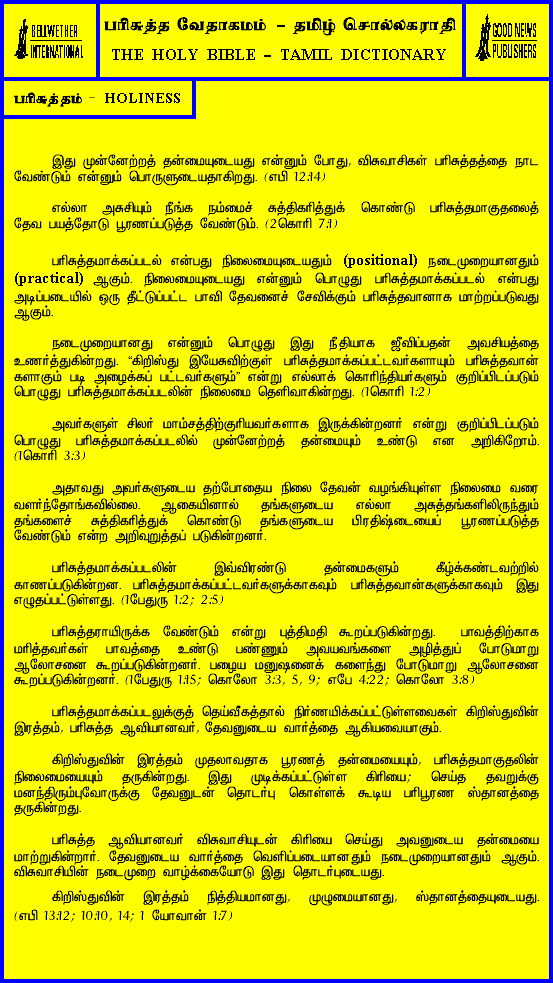 BELLWETHER
INTERNATIONAL
பரிசுத்த வேதாகமம் – தமிழ் சொல்லகராதி
THE HOLY BIBLE – TAMIL DICTIONARY
GOOD NEWS
PUBLISHERS
பரிசுத்தம் – HOLINESS
இது முன்னேற்றத் தன்மையுடையது என்னும் போது, விசுவாசிகள் பரிசுத்தத்தை நாட
வேண்டும் என்னும் பொருளுடையதாகிறது. (எபி 12:14)
எல்லா அசுசியும் நீங்க நம்மைச் சுத்திகரித்துக் கொண்டு பரிசுத்தமாகுதலைத்
தேவ பயத்தோடு பூரணப்படுத்த வேண்டும். (2கொரி 7:1)
பரிசுத்தமாக்கப்படல் என்பது நிலைமையுடையதும் (positional) நடைமுறையானதும்
(practical) ஆகும். நிலைமையுடையது என்னும் பொழுது பரிசுத்தமாக்கப்படல் என்பது
அடிப்படையில் ஒரு தீட்டுப்பட்ட பாவி தேவனைச் சேவிக்கும் பரிசுத்தவானாக மாற்றப்படுவது
ஆகும்.
நடைமுறையானது என்னும் பொழுது இது நீதியாக ஜீவிப்பதன் அவசியத்தை
உணர்த்துகின்றது. “கிறிஸ்து இயேசுவிற்குள் பரிசுத்தமாக்கப்பட்டவர்களாயும் பரிசுத்தவான்
களாகும் படி அழைக்கப் பட்டவர்களும்” என்று எல்லாக் கொரிந்தியர்களும் குறிப்பிடப்படும்
பொழுது பரிசுத்தமாக்கப்படலின் நிலைமை தெளிவாகின்றது. (1கொரி 1:2)
அவர்களுள் சிலர் மாம்சத்திற்குரியவர்களாக இருக்கின்றனர் என்று குறிப்பிடப்படும்
பொழுது பரிசுத்தமாக்கப்படலில் முன்னேற்றத் தன்மையும் உண்டு என அறிகிறோம்.
(1கொரி 3:3)
அதாவது அவர்களுடைய தற்போதைய நிலை தேவன் வழங்கியுள்ள நிலைமை வரை
வளர்ந்தோங்கவில்லை. ஆகையினால் தங்களுடைய எல்லா அசுத்தங்களிலிருந்தும்
தங்களைச் சுத்திகரித்துக் கொண்டு தங்களுடைய பிரதிஷ்டையைப் பூரணப்படுத்த
வேண்டும் என்ற அறிவுறுத்தப் படுகின்றனர்.
பரிசுத்தமாக்கப்படலின் இவ்விரண்டு தன்மைகளும் கீழ்க்கண்டவற்றில்
காணப்படுகின்றன. பரிசுத்தமாக்கப்பட்டவர்களுக்காகவும் பரிசுத்தவான்களுக்காகவும் இது
எழுதப்பட்டுள்ளது. (1பேதுரு 1:2; 2:5)
பரிசுத்தராயிருக்க வேண்டும் என்று புத்திமதி கூறப்படுகின்றது. பாவத்திற்காக
மரித்தவர்கள் பாவத்தை உண்டு பண்ணும் அவயவங்களை அழித்துப் போடுமாறு
ஆலோசனை கூறப்படுகின்றனர். பழைய மனுஷனைக் களைந்து போடுமாறு ஆலோசனை
கூறப்படுகின்றனர். (1பேதுரு 1:15; கொலோ 3:3, 5, 9; எபே 4:22; கொலோ 3:8)
பரிசுத்தமாக்கப்படலுக்குத் தெய்வீகத்தால் நிர்ணயிக்கப்பட்டுள்ளவைகள் கிறிஸ்துவின்
இரத்தம், பரிசுத்த ஆவியானவர், தேவனுடைய வார்த்தை ஆகியவையாகும்.
கிறிஸ்துவின் இரத்தம் முதலாவதாக பூரணத் தன்மையையும், பரிசுத்தமாகுதலின்
நிலைமையையும் தருகின்றது. இது முடிக்கப்பட்டுள்ள கிரியை; செய்த தவறுக்கு
மனந்திரும்புவோருக்கு தேவனுடன் தொடர்பு கொள்ளக் கூடிய பரிபூரண ஸ்தானத்தை
தருகின்றது.
பரிசுத்த ஆவியானவர் விசுவாசியுடன் கிரியை செய்து அவனுடைய தன்மையை
மாற்றுகின்றார். தேவனுடைய வார்த்தை வெளிப்படையானதும் நடைமுறையானதும் ஆகும்.
விசுவாசியின் நடைமுறை வாழ்க்கையோடு இது தொடர்புடையது.
கிறிஸ்துவின் இரத்தம் நித்தியமானது, முழுமையானது, ஸ்தானத்தையுடையது.
(எபி 13:12; 10:10, 14; 1 யோவான் 1:7)